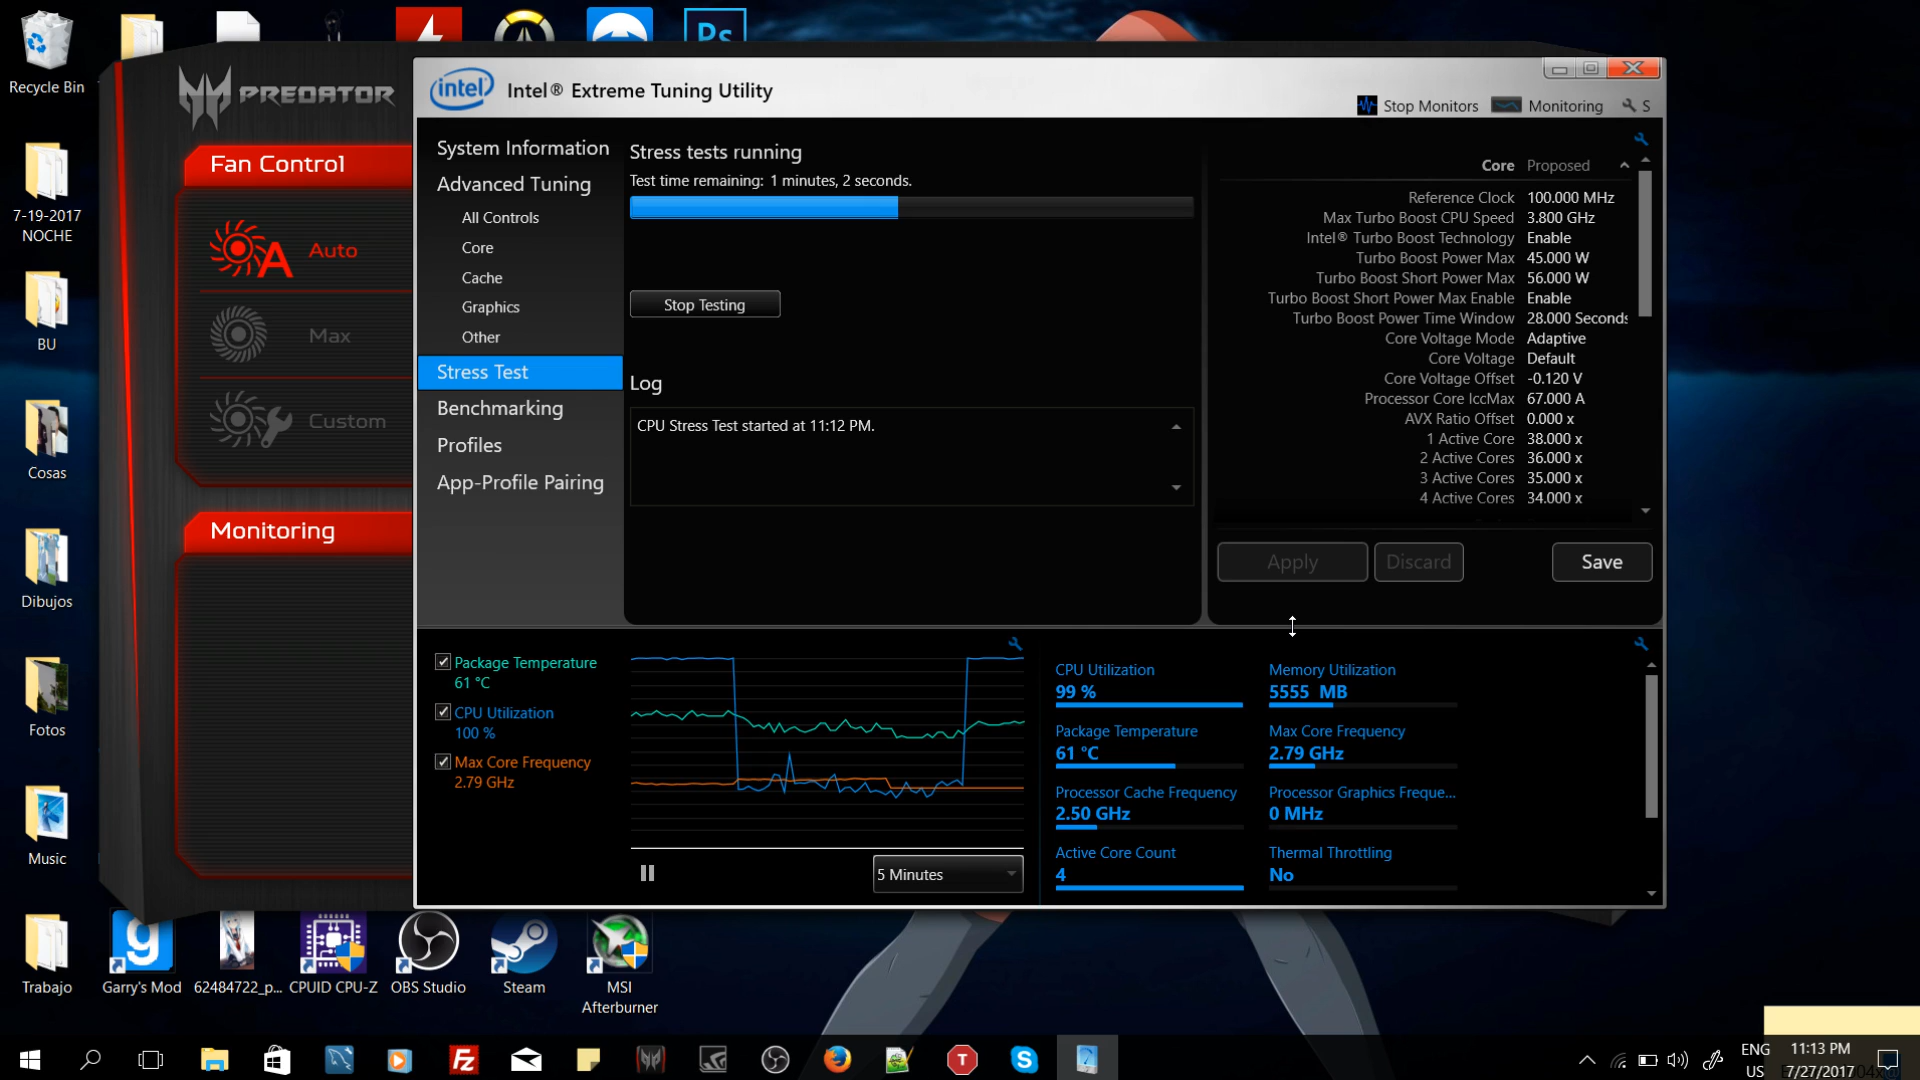 Recycle Bin
7-19-2017
NOCHE
BU
Cosas
Dibujos
Fotos
Music
Trabajo
Ps
PREDATOR
Fan Control
Auto
Max
Custom
Monitoring
intel
Intel® Extreme Tuning Utility
Stop Monitors
Monitoring
S
System Information
Advanced Tuning
All Controls
Core
Cache
Graphics
Other
Stress Test
Benchmarking
Profiles
App-Profile Pairing
Stress tests running
Test time remaining: 1 minutes, 2 seconds.
Stop Testing
Log
CPU Stress Test started at 11:12 PM.
Core Proposed
Reference Clock 100.000 MHz
Max Turbo Boost CPU Speed 3.800 GHz
Intel® Turbo Boost Technology Enable
Turbo Boost Power Max 45.000 W
Turbo Boost Short Power Max 56.000 W
Turbo Boost Short Power Max Enable Enable
Turbo Boost Power Time Window 28.000 Seconds
Core Voltage Mode Adaptive
Core Voltage Default
Core Voltage Offset -0.120 V
Processor Core IccMax 67.000 A
AVX Ratio Offset 0.000 x
1 Active Core 38.000 x
2 Active Cores 36.000 x
3 Active Cores 35.000 x
4 Active Cores 34.000 x
Apply
Discard
Save
Package Temperature
61 °C
CPU Utilization
100 %
Max Core Frequency
2.79 GHz
5 Minutes
CPU Utilization
99 %
Memory Utilization
5555 MB
Package Temperature
61 °C
Max Core Frequency
2.79 GHz
Processor Cache Frequency
2.50 GHz
Processor Graphics Freque...
0 MHz
Active Core Count
4
Thermal Throttling
No
Garry's Mod
62484722_p...
CPUID CPU-Z
OBS Studio
Steam
MSI
Afterburner
ENG
US
11:13 PM
7/27/2017